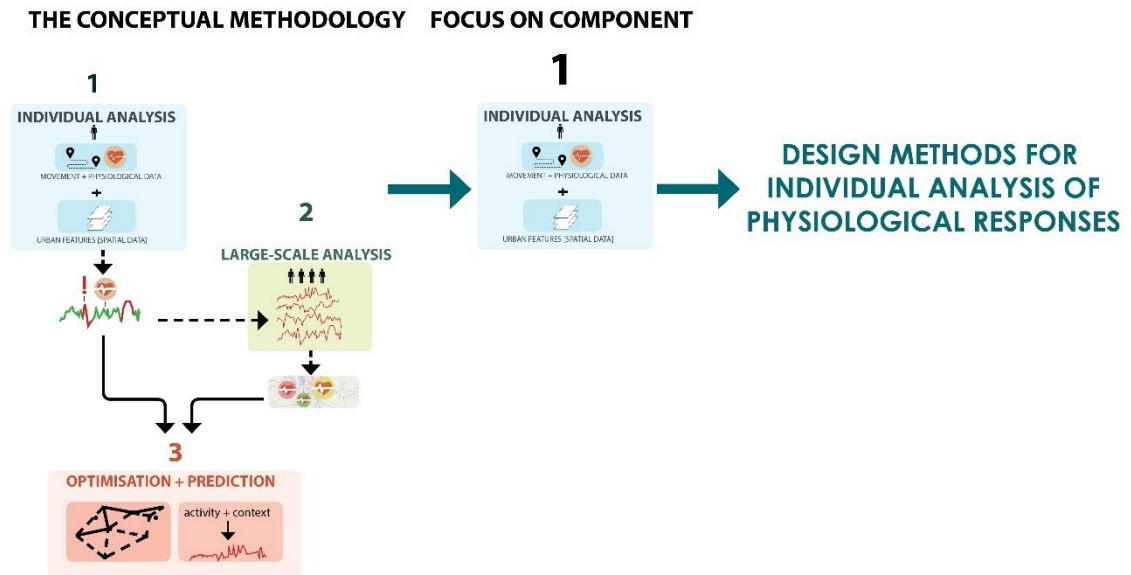 THE CONCEPTUAL METHODOLOGY
FOCUS ON COMPONENT
1
INDIVIDUAL ANALYSIS
MOVEMENT + PHYSIOLOGICAL DATA
+
URBAN FEATURES [SPATIAL DATA]
!
2
LARGE-SCALE ANALYSIS
3
OPTIMISATION + PREDICTION
activity + context
1
INDIVIDUAL ANALYSIS
MOVEMENT + PHYSIOLOGICAL DATA
+
URBAN FEATURES [SPATIAL DATA]
DESIGN METHODS FOR
INDIVIDUAL ANALYSIS OF
PHYSIOLOGICAL RESPONSES